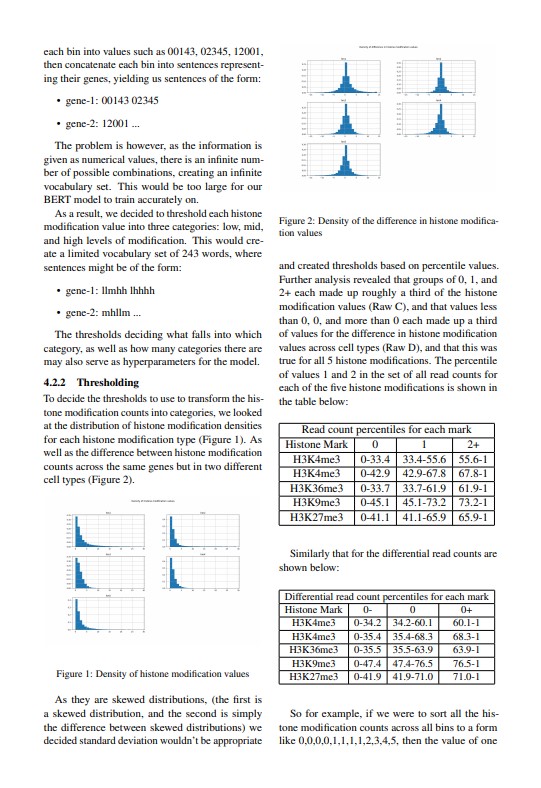 each bin into values such as 00143, 02345, 12001,
then concatenate each bin into sentences represent-
ing their genes, yielding us sentences of the form:
• gene-1: 00143 02345
• gene-2: 12001 ...
The problem is however, as the information is
given as numerical values, there is an infinite num-
ber of possible combinations, creating an infinite
vocabulary set. This would be too large for our
BERT model to train accurately on.
As a result, we decided to threshold each histone
modification value into three categories: low, mid,
and high levels of modification. This would cre-
ate a limited vocabulary set of 243 words, where
sentences might be of the form:
• gene-1: llmhh lhhhh
• gene-2: mhllm ...
The thresholds deciding what falls into which
category, as well as how many categories there are
may also serve as hyperparameters for the model.
4.2.2 Thresholding
To decide the thresholds to use to transform the his-
tone modification counts into categories, we looked
at the distribution of histone modification densities
for each histone modification type (Figure 1). As
well as the difference between histone modification
counts across the same genes but in two different
cell types (Figure 2).
Density of histone modification values
Figure 1: Density of histone modification values
As they are skewed distributions, (the first is
a skewed distribution, and the second is simply
the difference between skewed distributions) we
decided standard deviation wouldn't be appropriate
Density of difference in histone modification values
Figure 2: Density of the difference in histone modifica-
tion values
and created thresholds based on percentile values.
Further analysis revealed that groups of 0, 1, and
2+ each made up roughly a third of the histone
modification values (Raw C), and that values less
than 0, 0, and more than 0 each made up a third
of values for the difference in histone modification
values across cell types (Raw D), and that this was
true for all 5 histone modifications. The percentile
of values 1 and 2 in the set of all read counts for
each of the five histone modifications is shown in
the table below:
Read count percentiles for each mark
Histone Mark 0 1 2+
H3K4me3 0-33.4 33.4-55.6 55.6-1
H3K4me3 0-42.9 42.9-67.8 67.8-1
H3K36me3 0-33.7 33.7-61.9 61.9-1
H3K9me3 0-45.1 45.1-73.2 73.2-1
H3K27me3 0-41.1 41.1-65.9 65.9-1
Similarly that for the differential read counts are
shown below:
Differential read count percentiles for each mark
Histone Mark 0- 0 0+
H3K4me3 0-34.2 34.2-60.1 60.1-1
H3K4me3 0-35.4 35.4-68.3 68.3-1
H3K36me3 0-35.5 35.5-63.9 63.9-1
H3K9me3 0-47.4 47.4-76.5 76.5-1
H3K27me3 0-41.9 41.9-71.0 71.0-1
So for example, if we were to sort all the his-
tone modification counts across all bins to a form
like 0,0,0,0,1,1,1,1,2,3,4,5, then the value of one